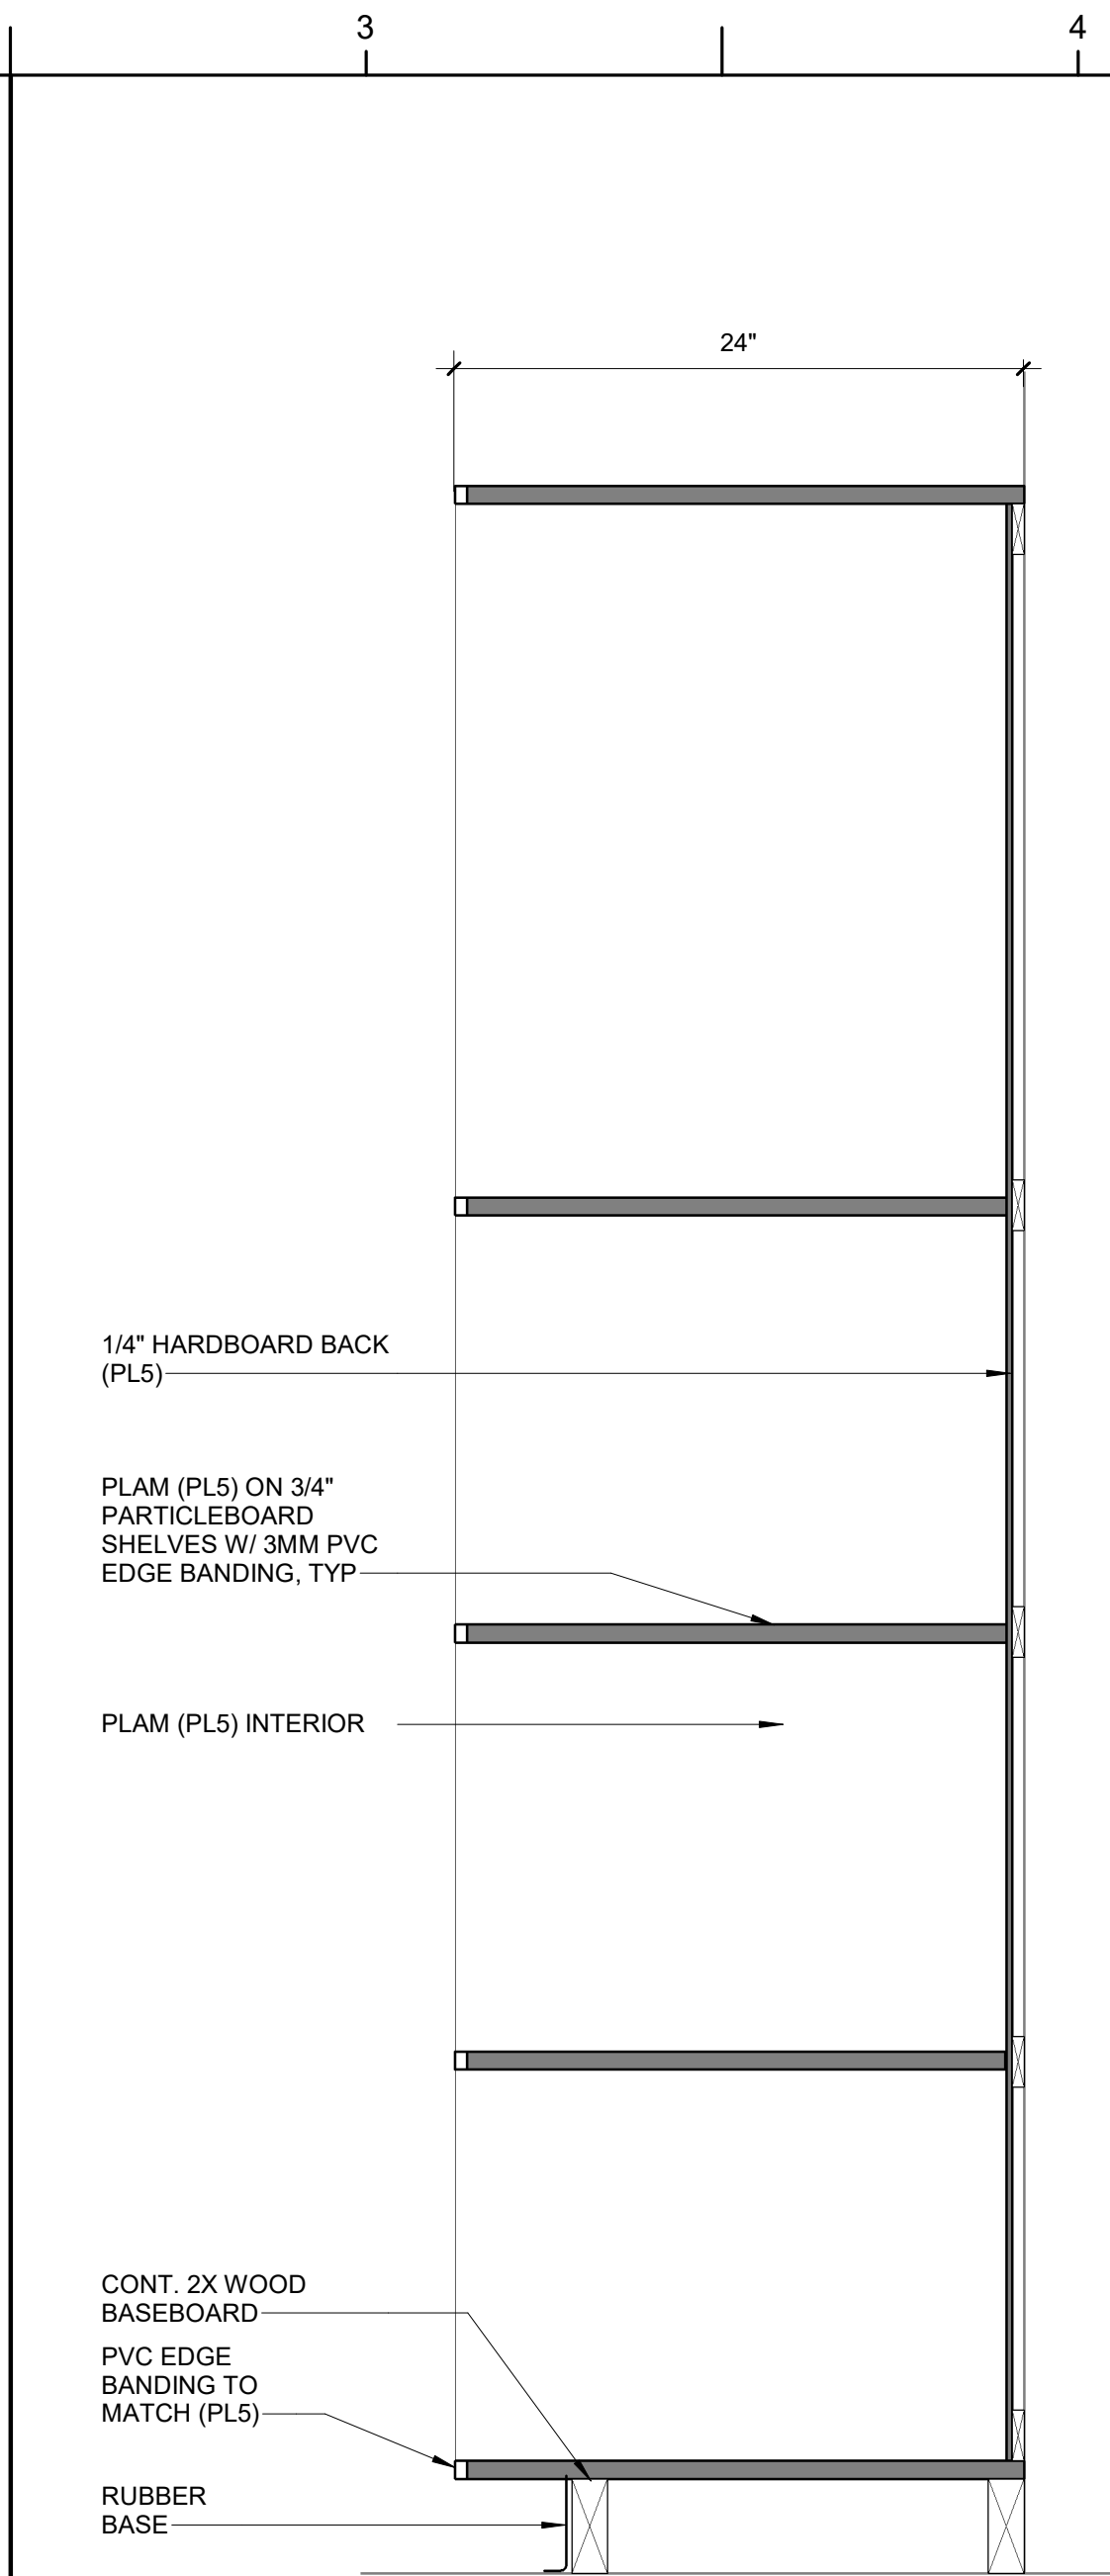 3
4
24"
1/4" HARDBOARD BACK
(PL5)
PLAM (PL5) ON 3/4"
PARTICLEBOARD
SHELVES W/ 3MM PVC
EDGE BANDING, TYP
PLAM (PL5) INTERIOR
CONT. 2X WOOD
BASEBOARD
PVC EDGE
BANDING TO
MATCH (PL5)
RUBBER
BASE